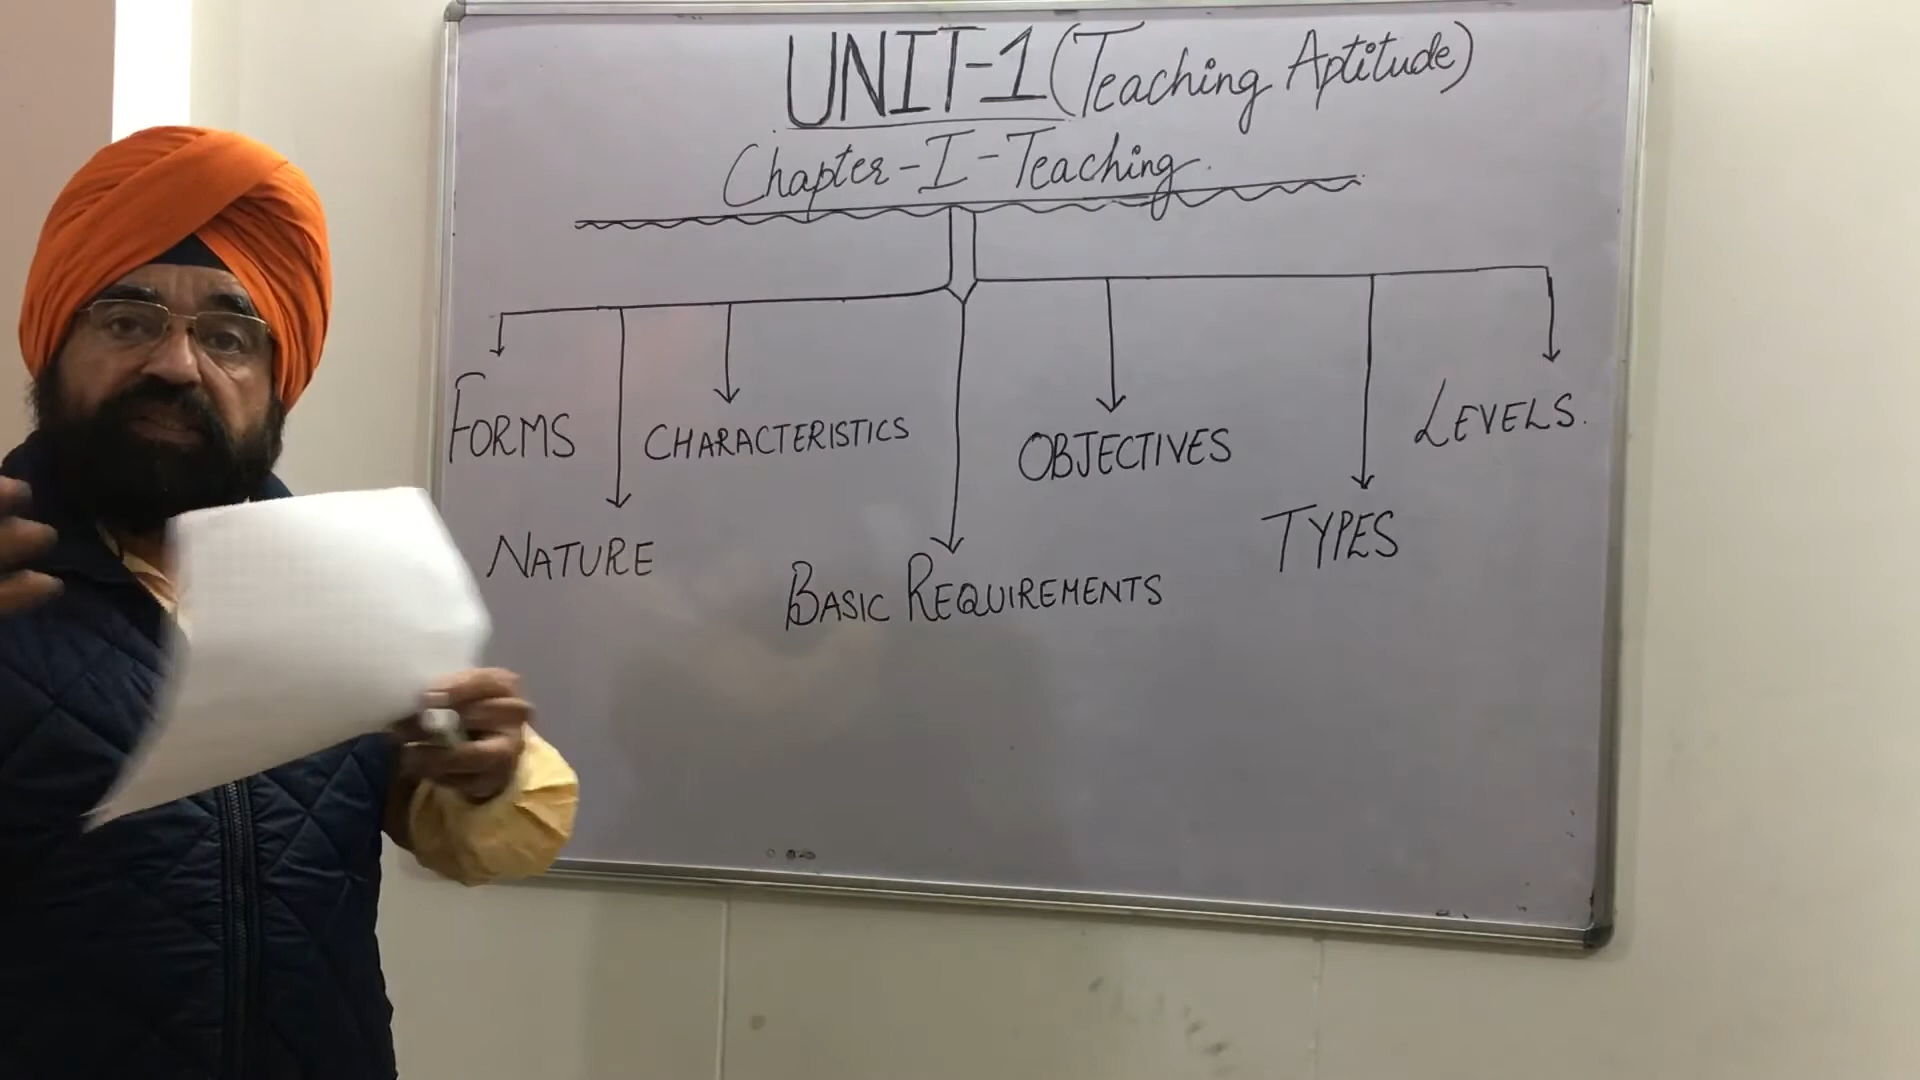 UNIT-1 (Teaching Aptitude)
Chapter-I-Teaching.
FORMS
NATURE
CHARACTERISTICS
BASIC REQUIREMENTS
OBJECTIVES
TYPES
LEVELS.